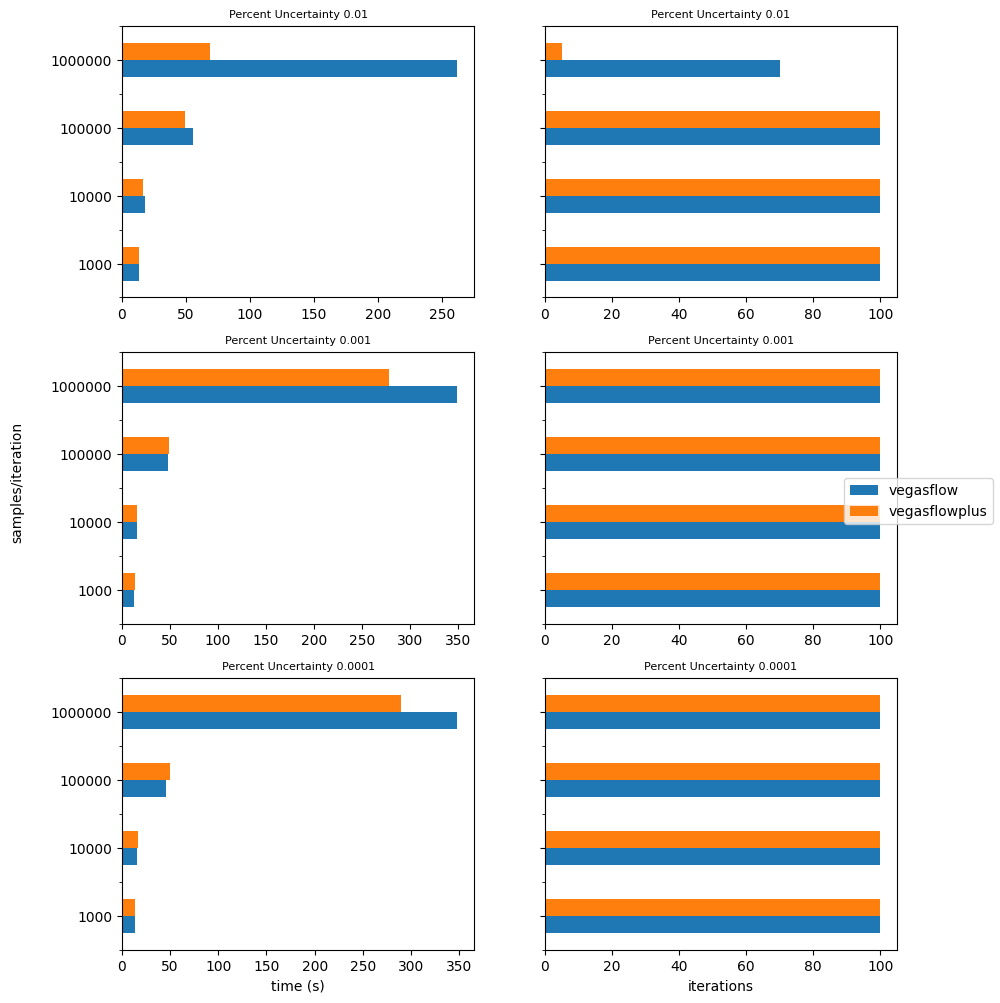 Percent Uncertainty 0.01
Percent Uncertainty 0.01
1000000
100000
10000
1000
0 50 100 150 200 250
0 20 40 60 80 100
Percent Uncertainty 0.001
Percent Uncertainty 0.001
samples/iteration
1000000
100000
10000
1000
vegasflow
vegasflowplus
0 50 100 150 200 250 300 350
0 20 40 60 80 100
Percent Uncertainty 0.0001
Percent Uncertainty 0.0001
1000000
100000
10000
1000
0 50 100 150 200 250 300 350
0 20 40 60 80 100
time (s)
iterations